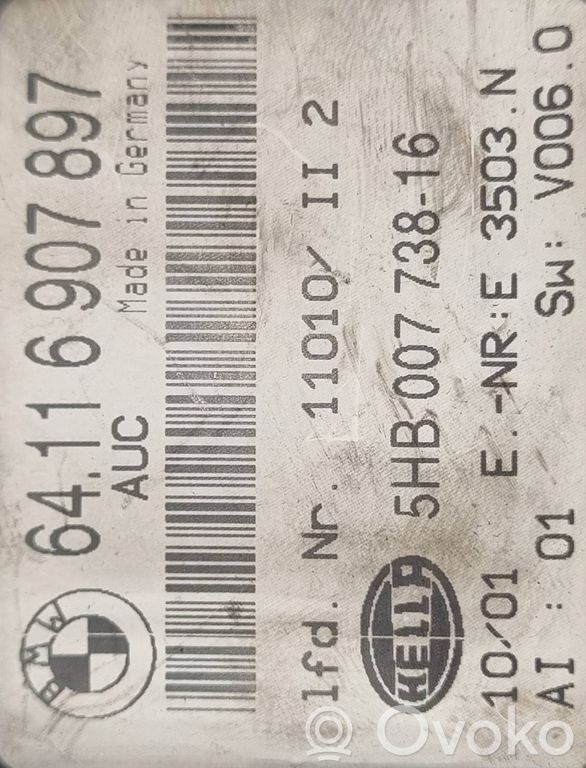 BMW 64.11 6 907 897
AUC Made in Germany
lfd. Nr. 11010/ II 2
HELLA 5HB 007 738-16
10/01 E.-NR:E 3503.N
AI : 01 SW: V006.0
Ovoko